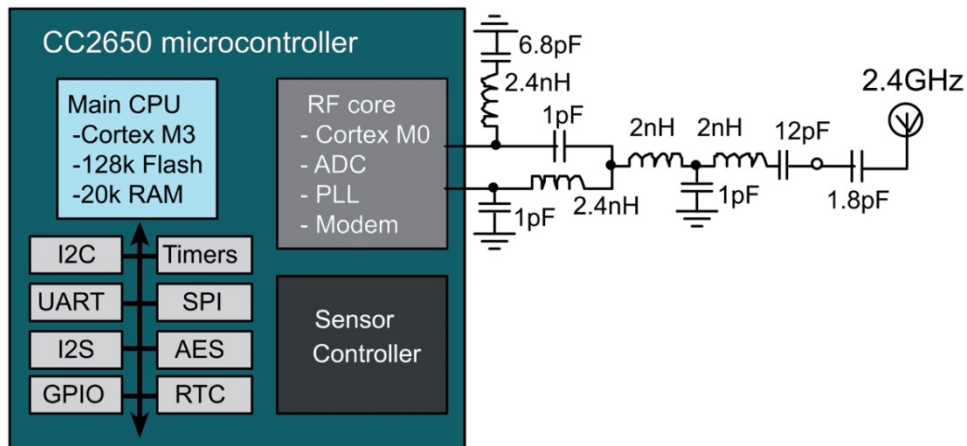 CC2650 microcontroller
Main CPU
-Cortex M3
-128k Flash
-20k RAM
RF core
- Cortex M0
- ADC
- PLL
- Modem
I2C
Timers
UART
SPI
I2S
AES
GPIO
RTC
Sensor
Controller
6.8pF
2.4nH
1pF
2.4nH
1pF
2nH
2nH
1pF
12pF
1.8pF
2.4GHz